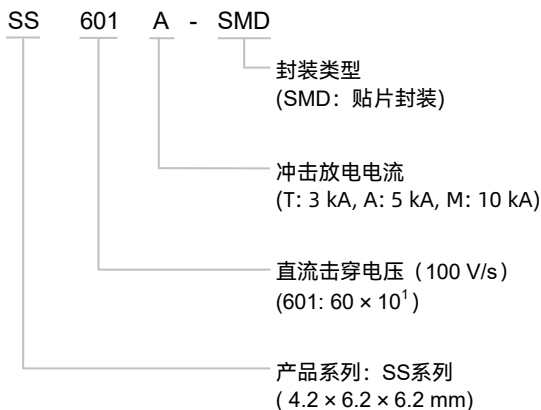 SS 601 A - SMD
封装类型
(SMD：贴片封装)
冲击放电电流
(T: 3 kA, A: 5 kA, M: 10 kA)
直流击穿电压（100 V/s）
(601: 60 × 10¹)
产品系列：SS系列
( 4.2 × 6.2 × 6.2 mm)